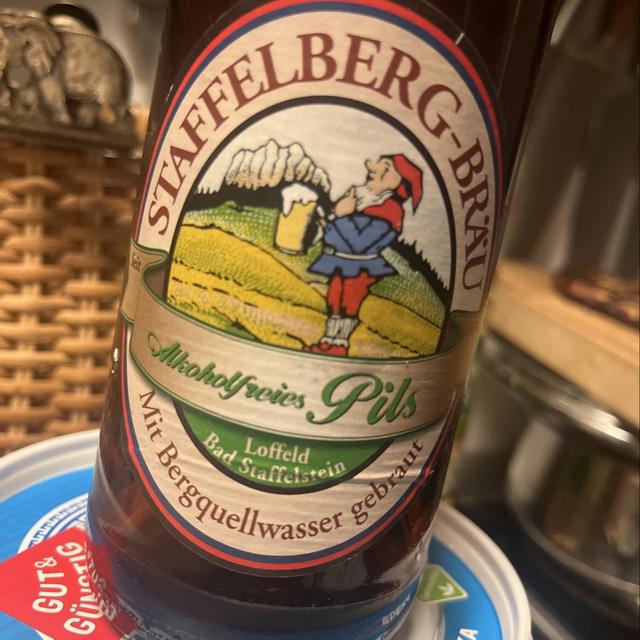 STAFFELBERG-BRÄU
Alkoholfreies Pils
Loffeld
Bad Staffelstein
Mit Bergquellwasser gebraut
GUT&
GÜNSTIG